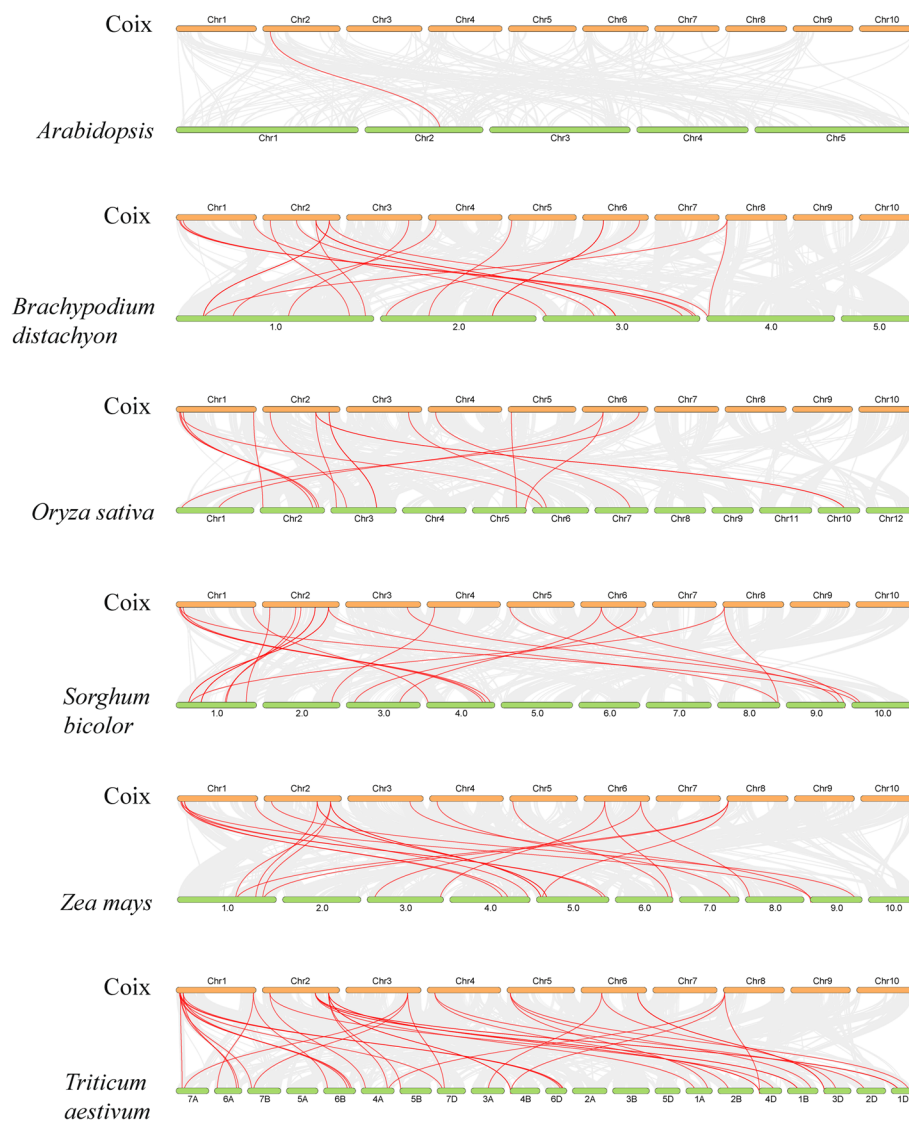 Chr1 Chr2 Chr3 Chr4 Chr5 Chr6 Chr7 Chr8 Chr9 Chr10
Coix
Arabidopsis
Chr1 Chr2 Chr3 Chr4 Chr5
Chr1 Chr2 Chr3 Chr4 Chr5 Chr6 Chr7 Chr8 Chr9 Chr10
Coix
Brachypodium
distachyon
1.0 2.0 3.0 4.0 5.0
Chr1 Chr2 Chr3 Chr4 Chr5 Chr6 Chr7 Chr8 Chr9 Chr10
Coix
Oryza sativa
Chr1 Chr2 Chr3 Chr4 Chr5 Chr6 Chr7 Chr8 Chr9 Chr11 Chr10 Chr12
Chr1 Chr2 Chr3 Chr4 Chr5 Chr6 Chr7 Chr8 Chr9 Chr10
Coix
Sorghum
bicolor
1.0 2.0 3.0 4.0 5.0 6.0 7.0 8.0 9.0 10.0
Chr1 Chr2 Chr3 Chr4 Chr5 Chr6 Chr7 Chr8 Chr9 Chr10
Coix
Zea mays
1.0 2.0 3.0 4.0 5.0 6.0 7.0 8.0 9.0 10.0
Chr1 Chr2 Chr3 Chr4 Chr5 Chr6 Chr7 Chr8 Chr9 Chr10
Coix
Triticum
aestivum
7A 6A 7B 5A 6B 4A 5B 7D 3A 4B 6D 2A 3B 5D 1A 2B 4D 1B 3D 2D 1D